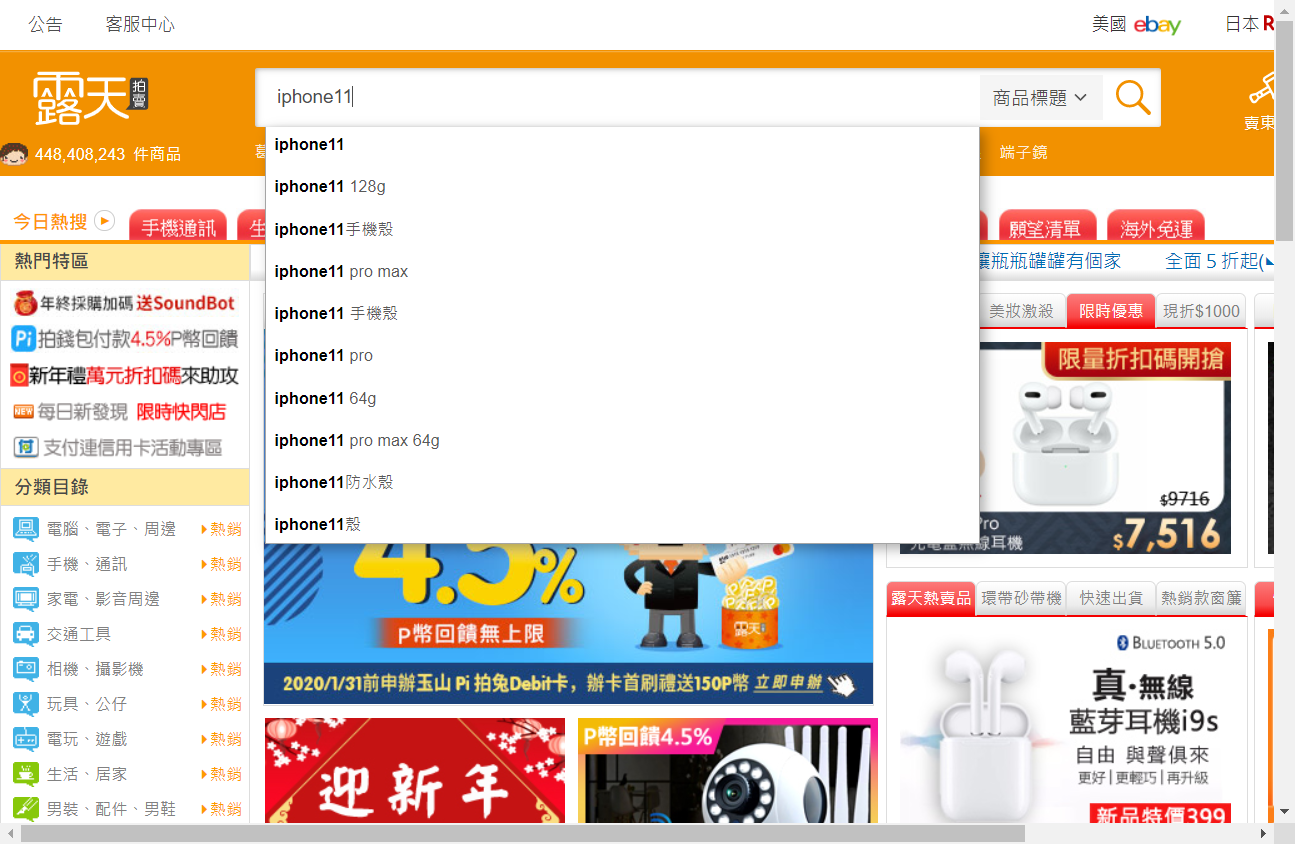 公告 客服中心 美國 ebay 日本 R
露天 拍賣
iphone11 商品標題
賣東
448,408,243 件商品 葛 端子鏡
iphone11
iphone11 128g
iphone11手機殼
iphone11 pro max
iphone11 手機殼
iphone11 pro
iphone11 64g
iphone11 pro max 64g
iphone11防水殼
iphone11殼
今日熱搜 手機通訊 生 願望清單 海外免運
熱門特區
讓瓶瓶罐罐有個家 全面 5 折起(
年終採購加碼 送SoundBot
Pi 拍錢包付款4.5%P幣回饋
新年禮萬元折扣碼來助攻
NEW 每日新發現 限時快閃店
支付連信用卡活動專區
分類目錄
電腦、電子、周邊 熱銷
手機、通訊 熱銷
家電、影音周邊 熱銷
交通工具 熱銷
相機、攝影機 熱銷
玩具、公仔 熱銷
電玩、遊戲 熱銷
生活、居家 熱銷
男裝、配件、男鞋 熱銷
4.5%
露天
P幣回饋無上限
2020/1/31前申辦玉山 Pi 拍兔Debit卡，辦卡首刷禮送150P幣 立即申辦
迎新年
P幣回饋4.5%
美妝激殺 限時優惠 現折$1000
限量折扣碼開搶
$9716
Pro
充電盒無線耳機
$7,516
露天熱賣品 環帶砂帶機 快速出貨 熱銷款窗簾
BLUETOOTH 5.0
真·無線
藍芽耳機i9s
自由 與聲俱來
更好|更輕巧|再升級
新品特價399